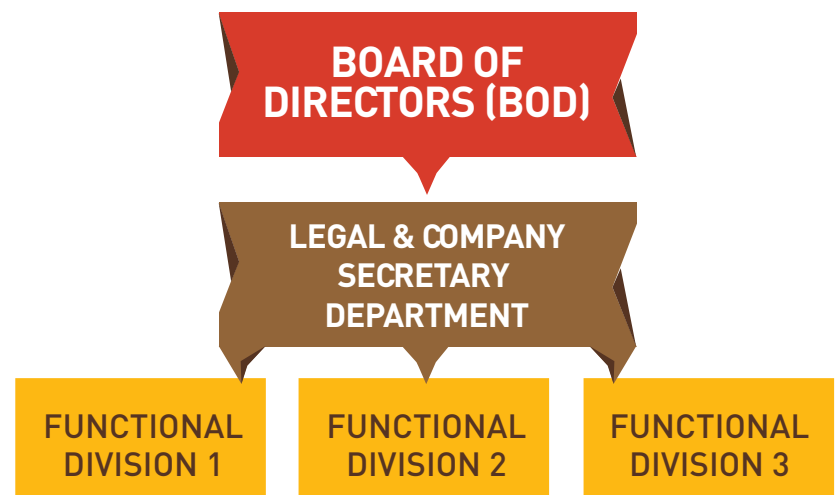 BOARD OF
DIRECTORS (BOD)
LEGAL & COMPANY
SECRETARY
DEPARTMENT
FUNCTIONAL
DIVISION 1
FUNCTIONAL
DIVISION 2
FUNCTIONAL
DIVISION 3